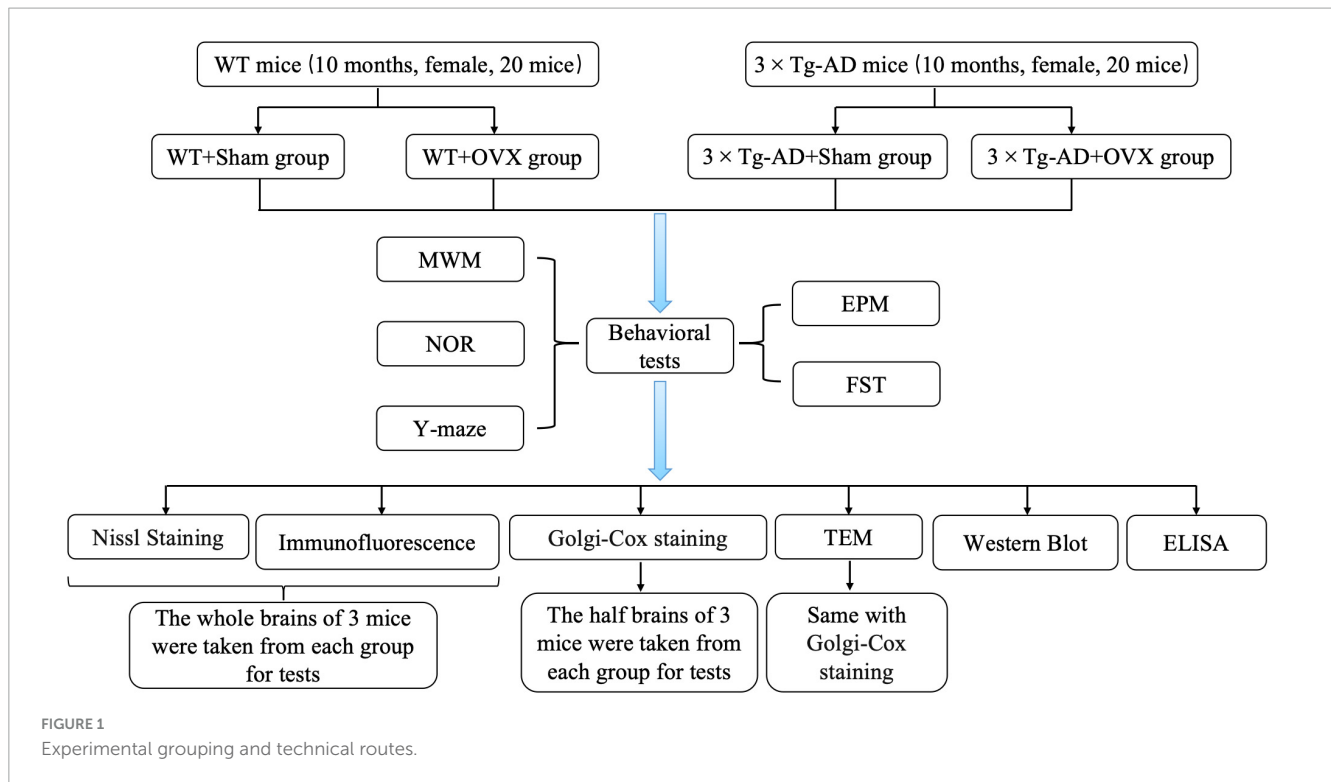 WT mice (10 months, female, 20 mice)
3 × Tg-AD mice (10 months, female, 20 mice)
WT+Sham group
WT+OVX group
3 × Tg-AD+Sham group
3 × Tg-AD+OVX group
MWM
NOR
Y-maze
Behavioral
tests
EPM
FST
Nissl Staining
Immunofluorescence
Golgi-Cox staining
TEM
Western Blot
ELISA
The whole brains of 3 mice
were taken from each group
for tests
The half brains of 3
mice were taken from
each group for tests
Same with
Golgi-Cox
staining
FIGURE 1
Experimental grouping and technical routes.